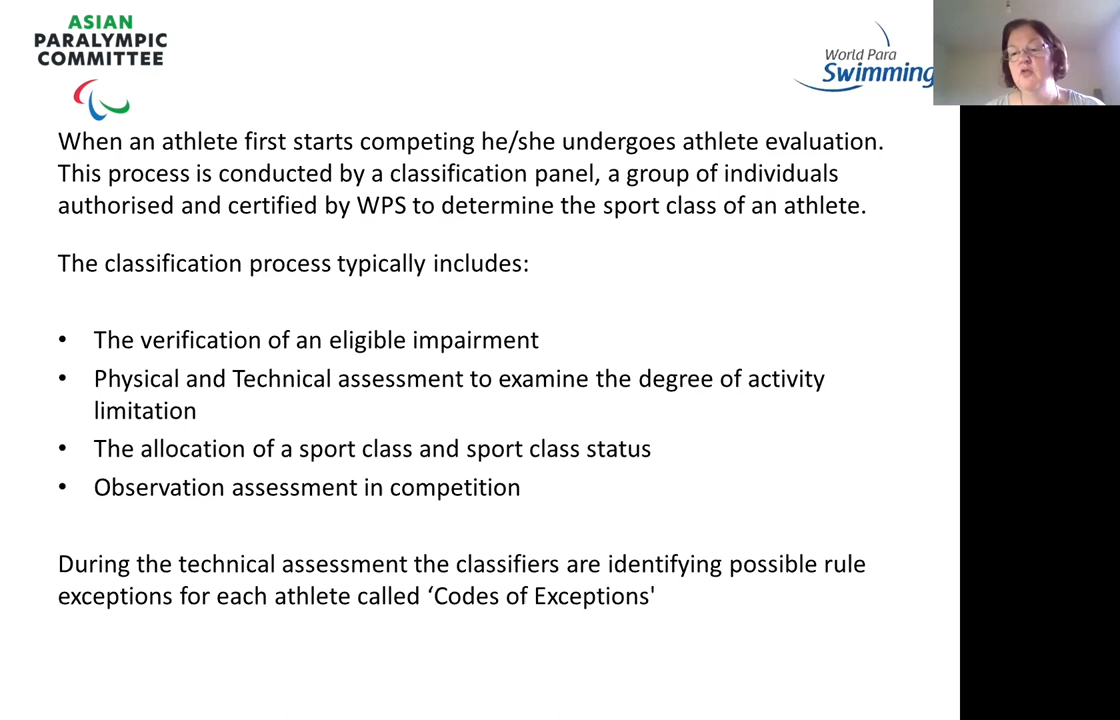 ASIAN
PARALYMPIC
COMMITTEE
World Para
Swimming
When an athlete first starts competing he/she undergoes athlete evaluation.
This process is conducted by a classification panel, a group of individuals
authorised and certified by WPS to determine the sport class of an athlete.
The classification process typically includes:
• The verification of an eligible impairment
• Physical and Technical assessment to examine the degree of activity
limitation
• The allocation of a sport class and sport class status
• Observation assessment in competition
During the technical assessment the classifiers are identifying possible rule
exceptions for each athlete called ‘Codes of Exceptions'